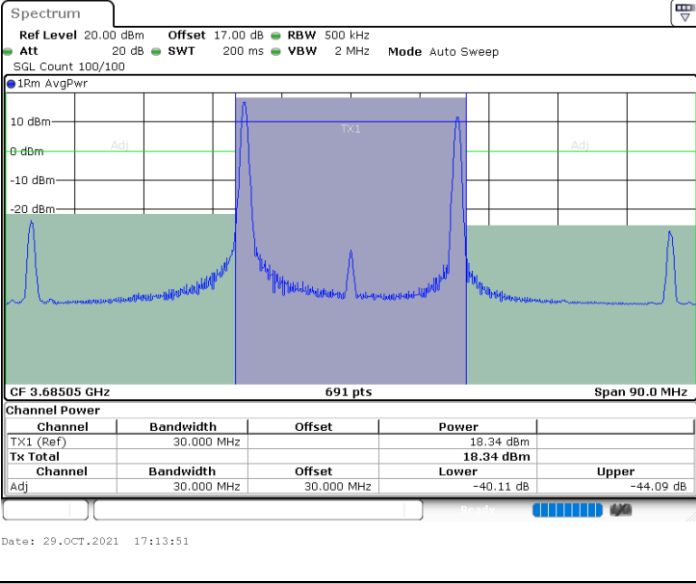 Spectrum
Ref Level 20.00 dBm Offset 17.00 dB RBW 500 kHz
Att 20 dB SWT 200 ms VBW 2 MHz Mode Auto Sweep
SGL Count 100/100
1Rm AvgPwr
10 dBm
TX1
Adj
Adj
0 dBm
-10 dBm
-20 dBm
CF 3.68505 GHz 691 pts Span 90.0 MHz
Channel Power
Channel Bandwidth Offset Power
TX1 (Ref) 30.000 MHz 18.34 dBm
Tx Total 18.34 dBm
Channel Bandwidth Offset Lower Upper
Adj 30.000 MHz 30.000 MHz -40.11 dB -44.09 dB
Ready
Date: 29.OCT.2021 17:13:51